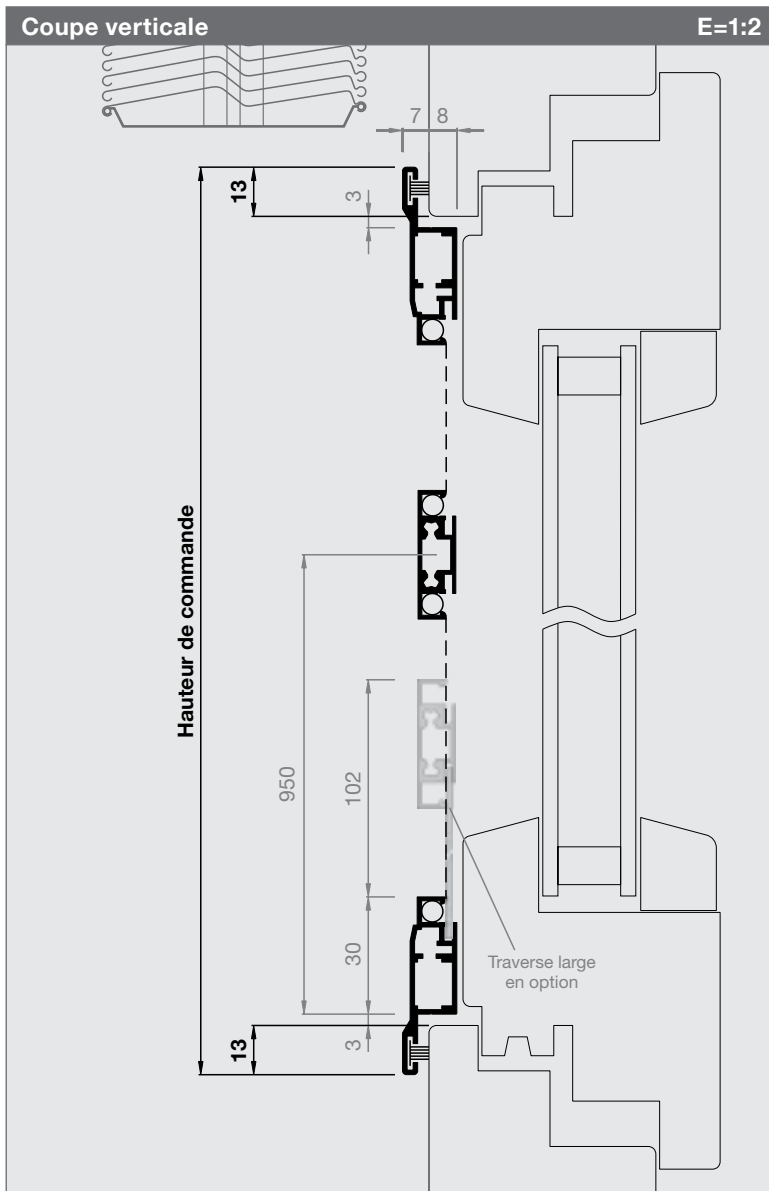 Coupe verticale E=1:2
7 8
13
3
Hauteur de commande
950
102
30
Traverse large
en option
13
3